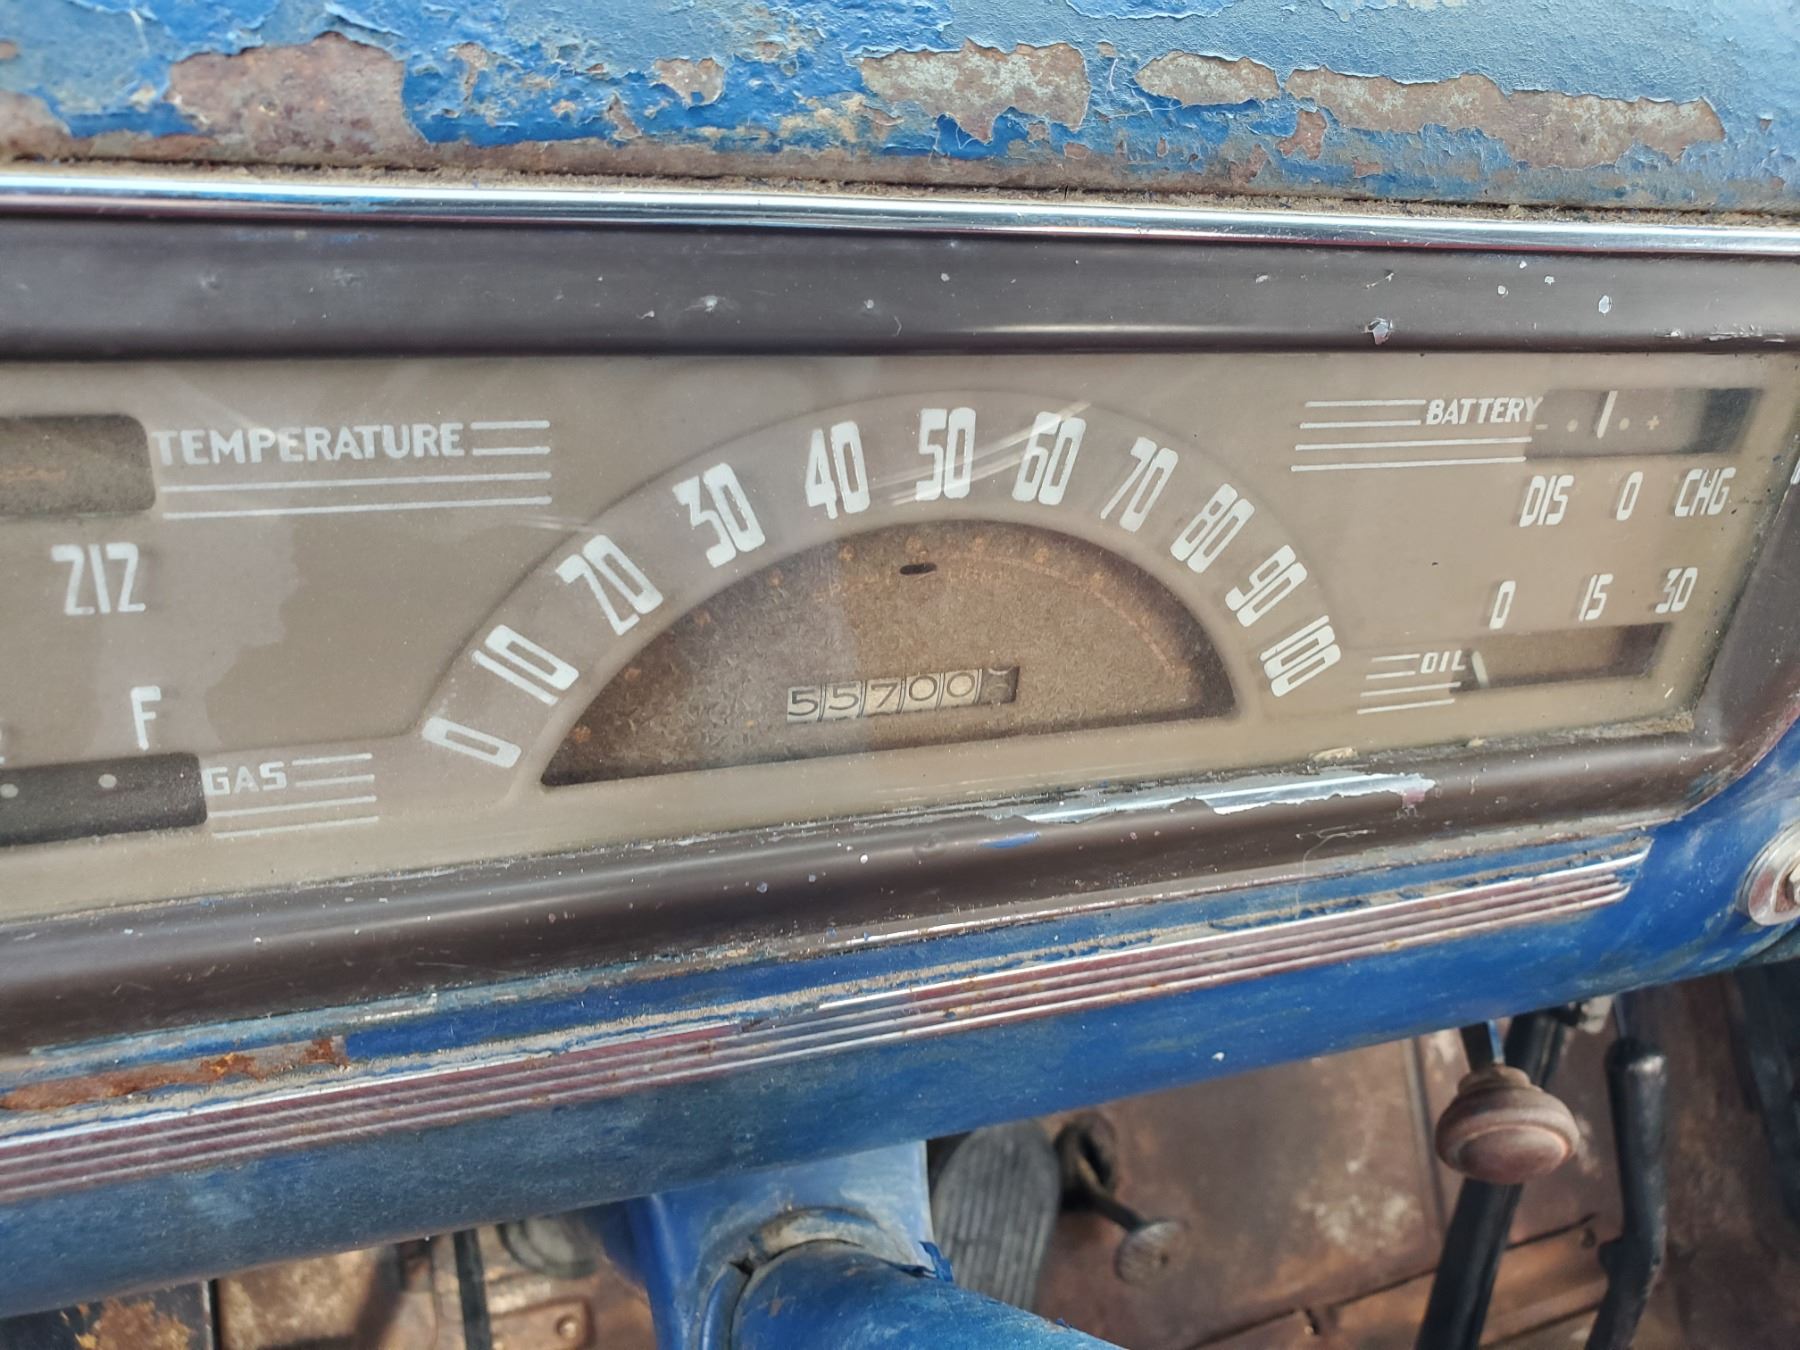 TEMPERATURE
212
F
GAS
0 10 20 30 40 50 60 70 80 90 100
55700
BATTERY
- +
DIS 0 CHG
0 15 30
OIL